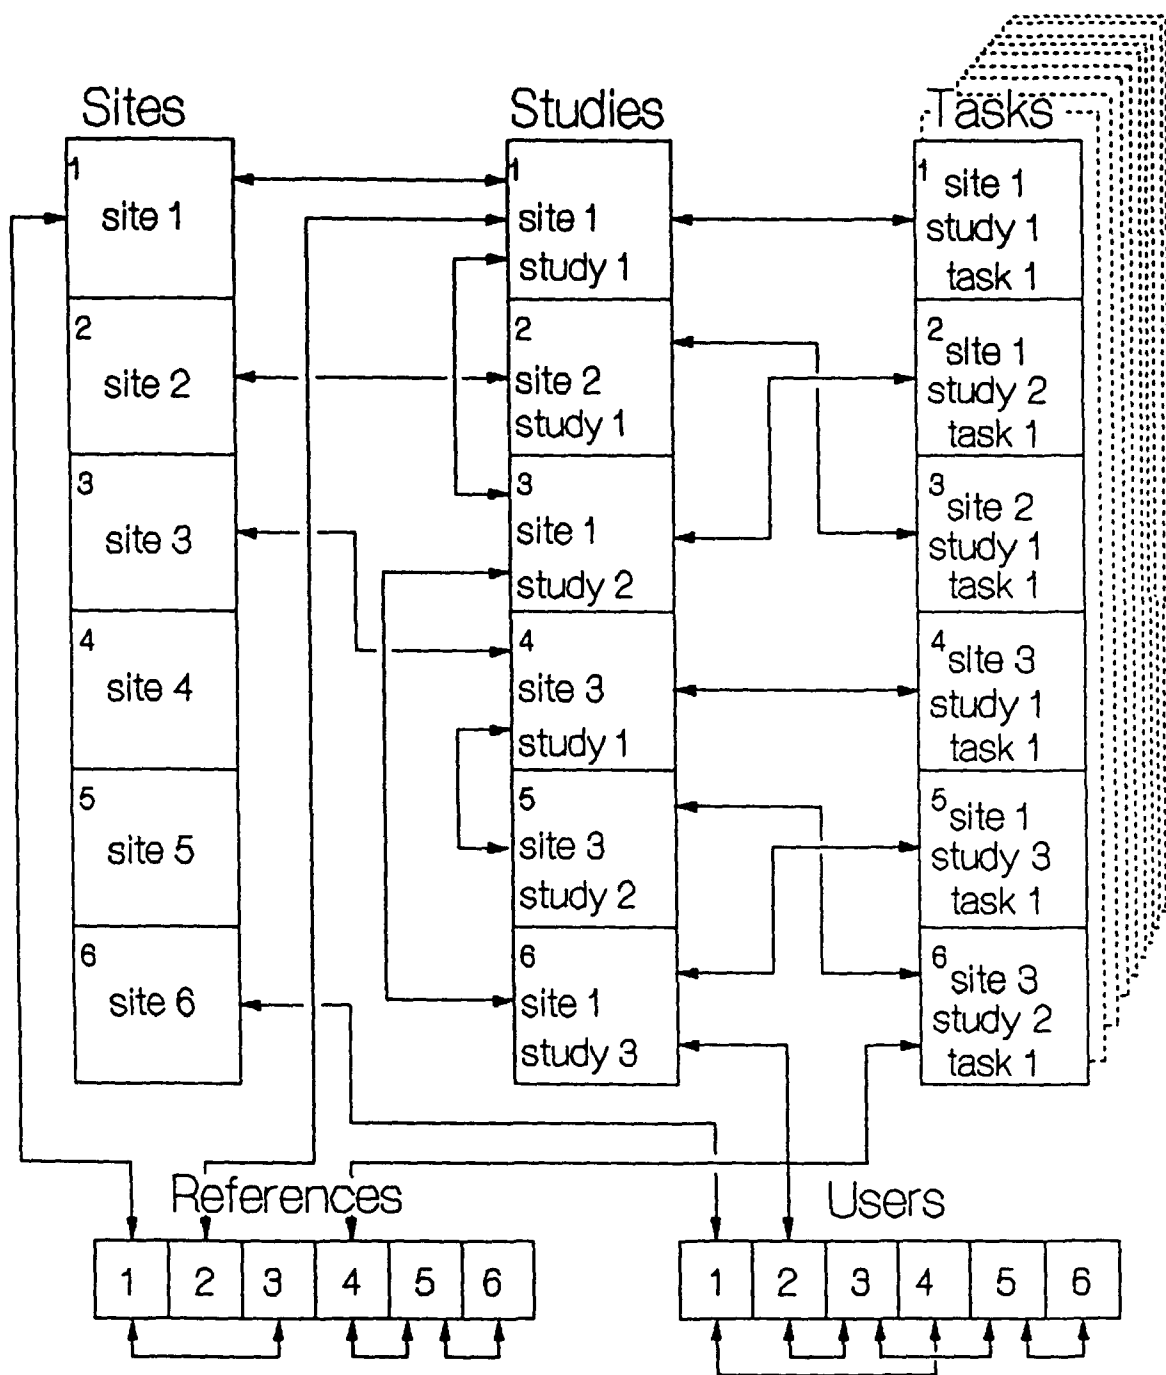 Sites
Studies
Tasks
1
site 1
2
site 2
3
site 3
4
site 4
5
site 5
6
site 6
1
site 1
study 1
2
site 2
study 1
3
site 1
study 2
4
site 3
study 1
5
site 3
study 2
6
site 1
study 3
1
site 1
study 1
task 1
2
site 1
study 2
task 1
3
site 2
study 1
task 1
4
site 3
study 1
task 1
5
site 1
study 3
task 1
6
site 3
study 2
task 1
References
1 2 3 4 5 6
Users
1 2 3 4 5 6